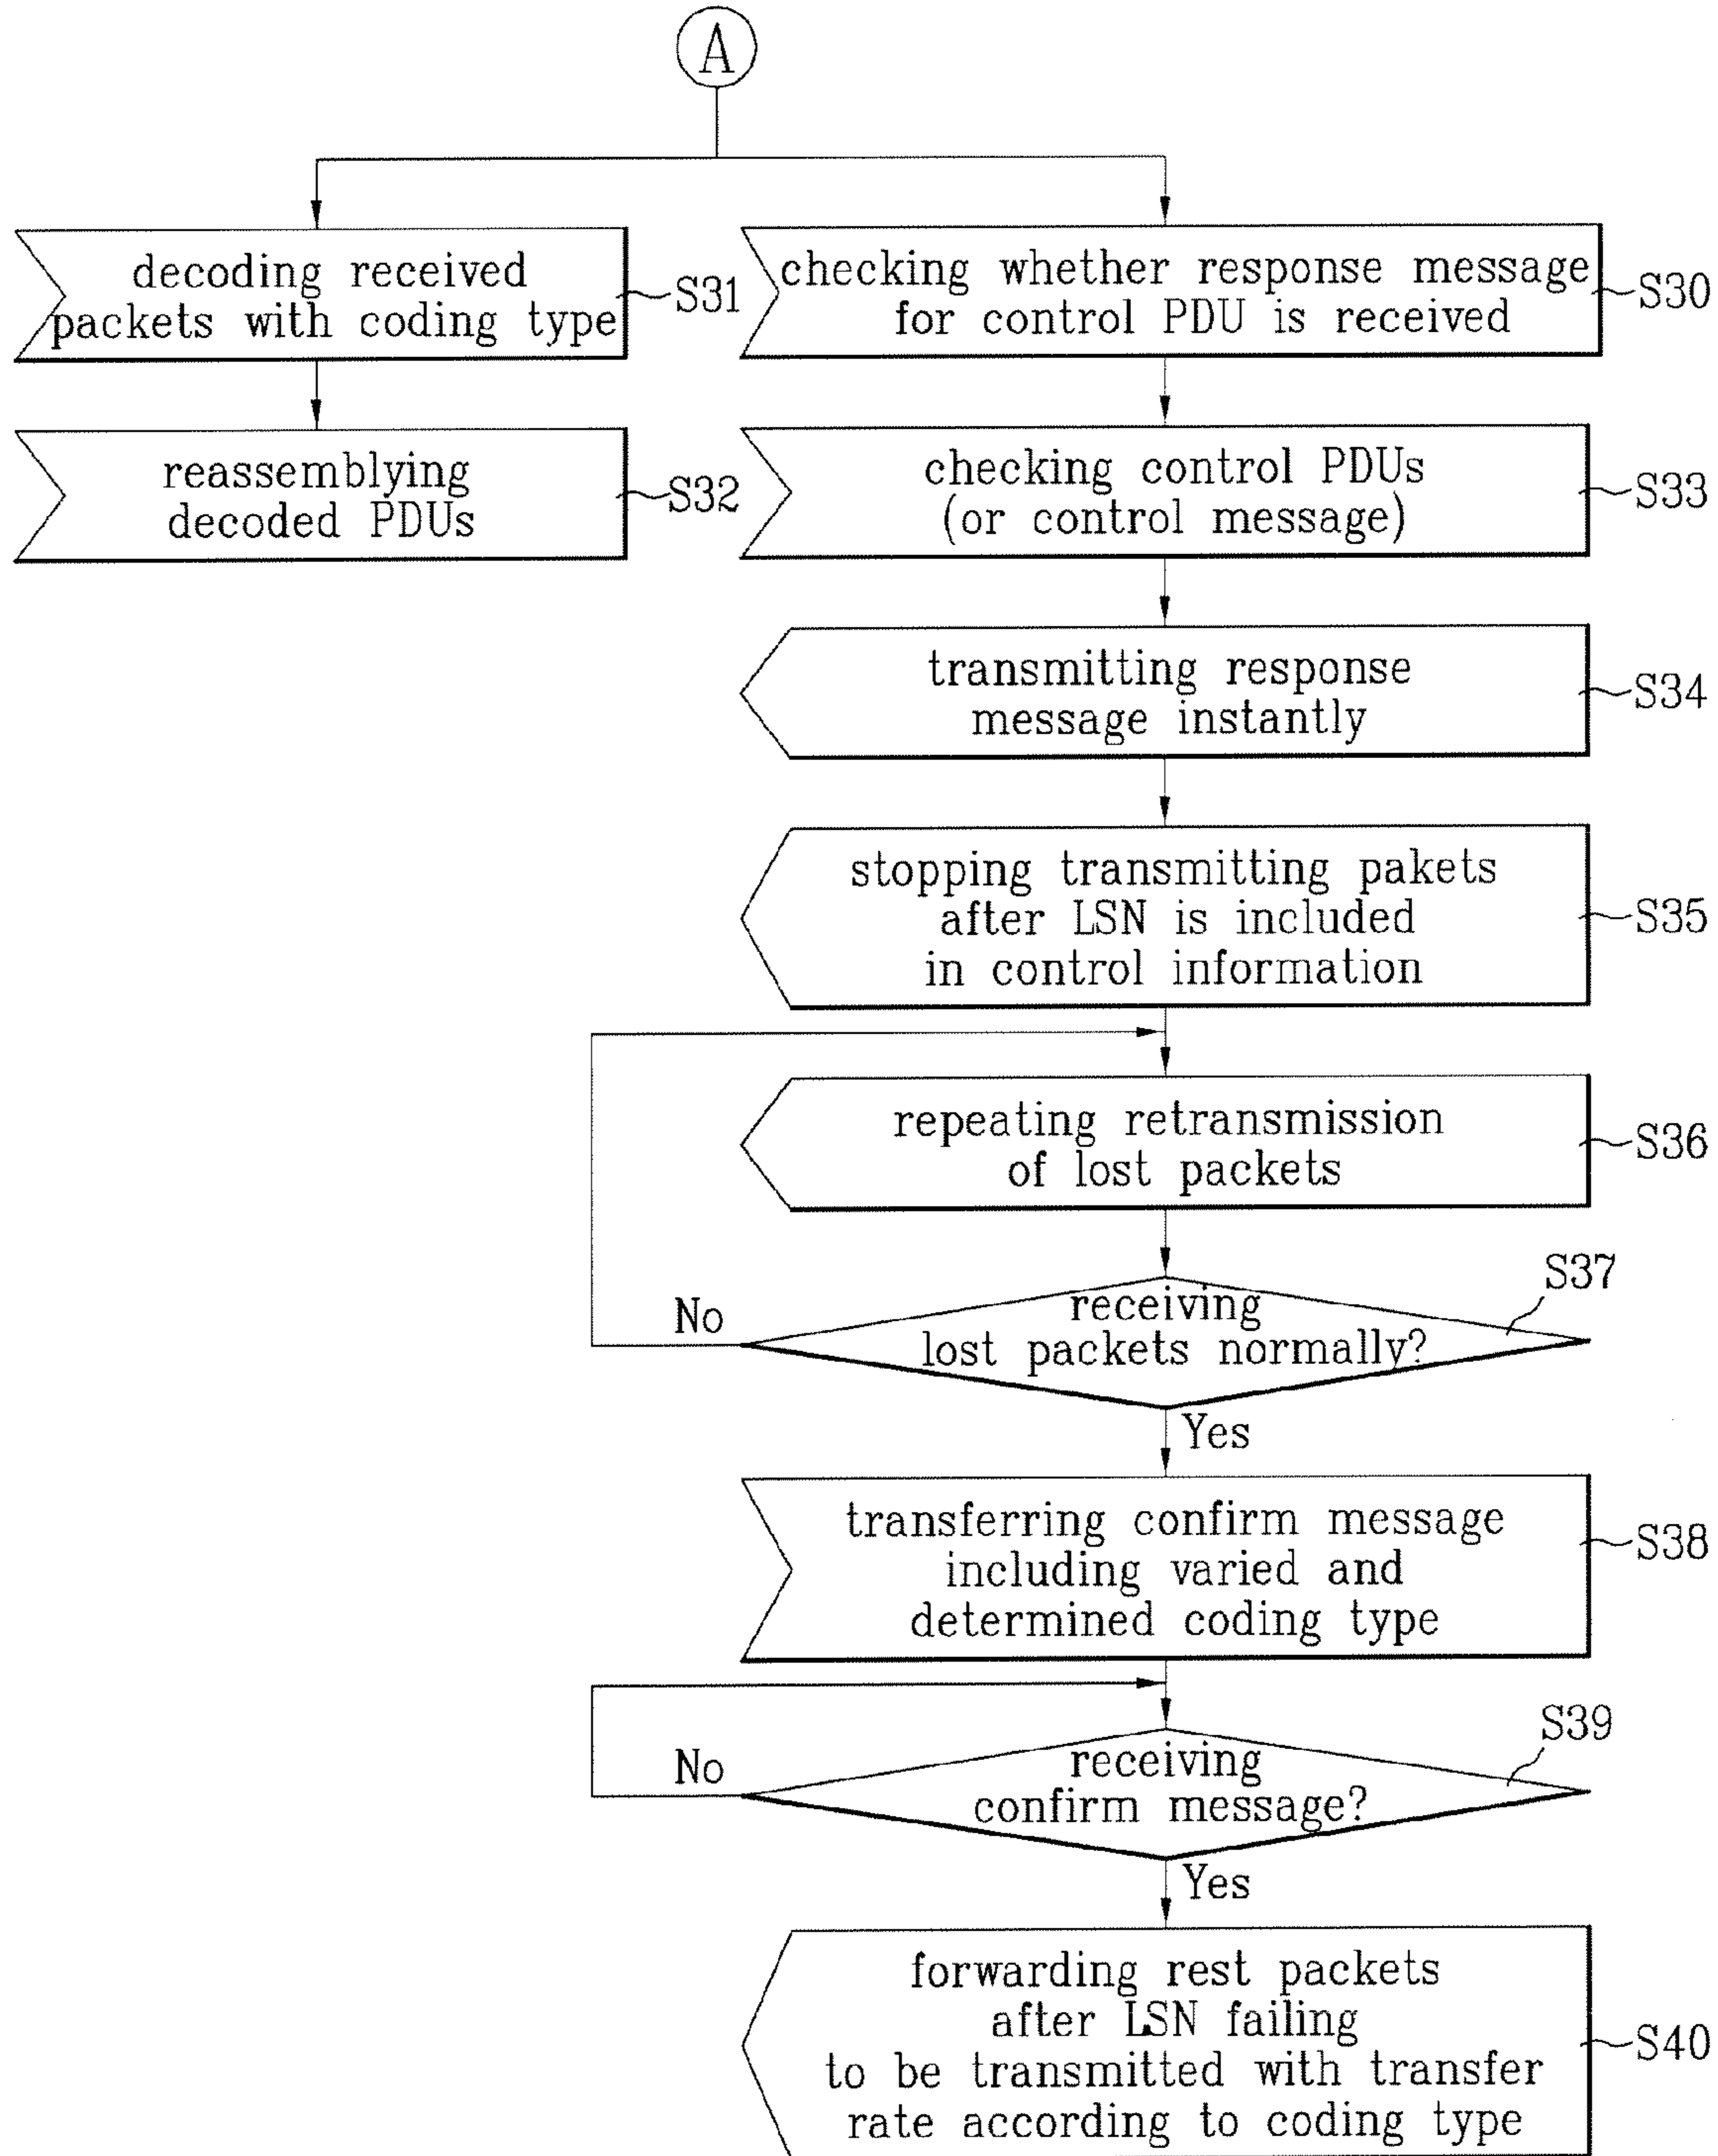 A
decoding received
packets with coding type
S31
checking whether response message
for control PDU is received
S30
reassemblying
decoded PDUs
S32
checking control PDUs
(or control message)
S33
transmitting response
message instantly
S34
stopping transmitting pakets
after LSN is included
in control information
S35
repeating retransmission
of lost packets
S36
S37
receiving
lost packets normally?
No
Yes
transferring confirm message
including varied and
determined coding type
S38
S39
receiving
confirm message?
No
Yes
forwarding rest packets
after LSN failing
to be transmitted with transfer
rate according to coding type
S40